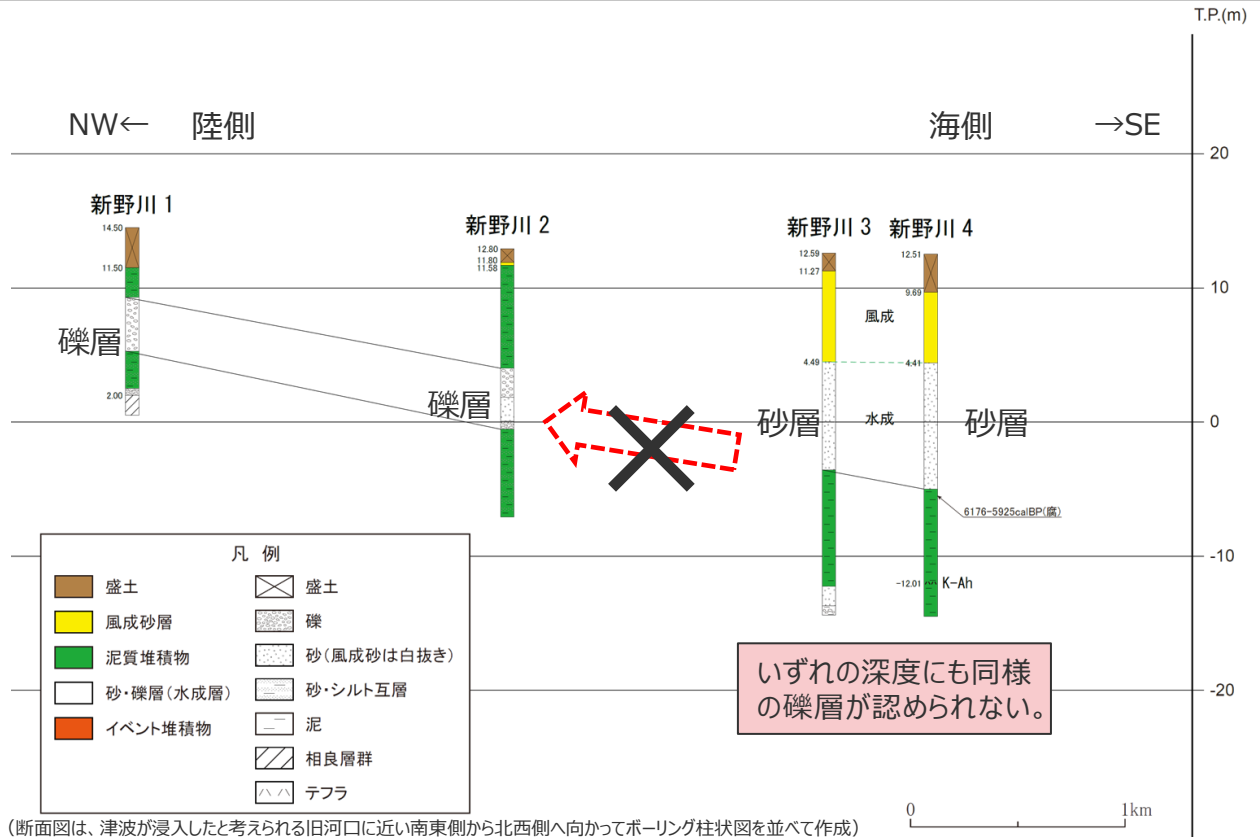 T.P.(m)
NW← 陸側
海側 →SE
20
新野川 1
14.50
11.50
2.00
礫層
新野川 2
12.80
11.80
11.58
礫層
新野川 3
12.59
11.27
4.49
新野川 4
12.51
9.69
4.41
-12.01
K-Ah
10
風成
水成
砂層
砂層
0
6176-5925calBP(腐)
-10
-20
いずれの深度にも同様
の礫層が認められない。
凡 例
盛土
風成砂層
泥質堆積物
砂・礫層(水成層)
イベント堆積物
盛土
礫
砂(風成砂は白抜き)
砂・シルト互層
泥
相良層群
テフラ
0
1km
(断面図は、津波が浸入したと考えられる旧河口に近い南東側から北西側へ向かってボーリング柱状図を並べて作成)